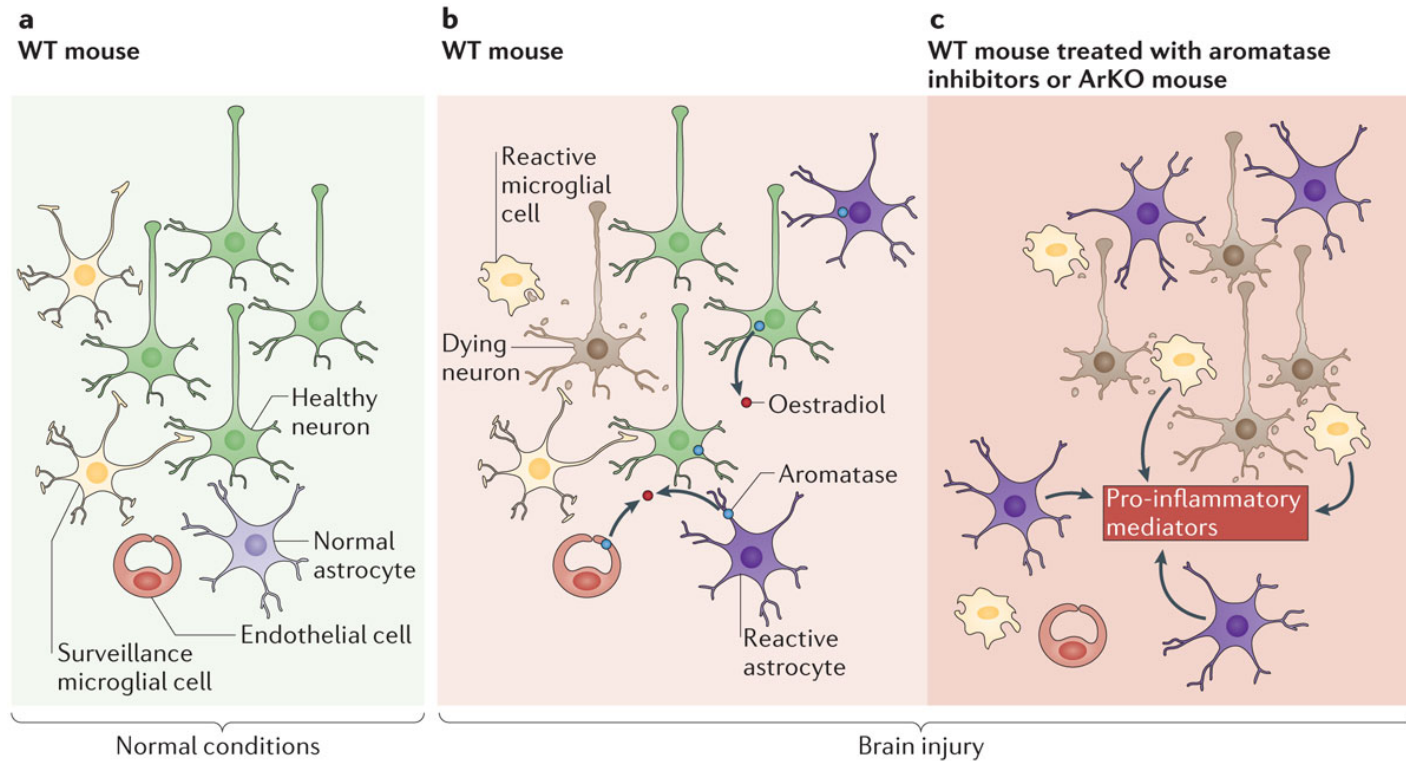 a
WT mouse
b
WT mouse
c
WT mouse treated with aromatase
inhibitors or ArKO mouse
Healthy
neuron
Normal
astrocyte
Endothelial cell
Surveillance
microglial cell
Reactive
microglial
cell
Dying
neuron
Oestradiol
Aromatase
Reactive
astrocyte
Pro-inflammatory
mediators
Normal conditions
Brain injury